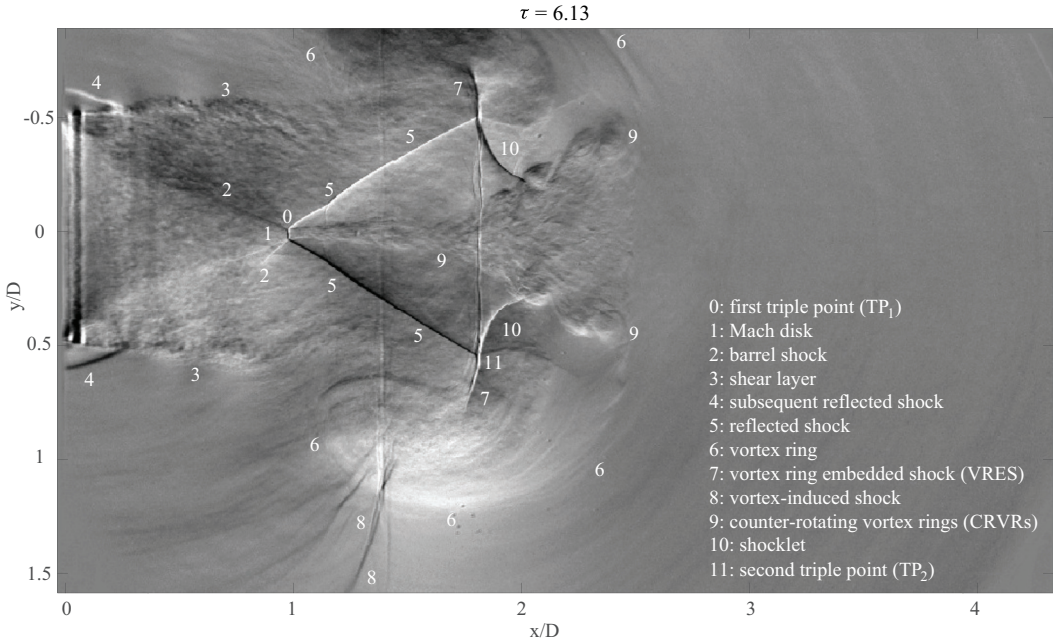 τ = 6.13
6
6
4
3
7
-0.5
5
9
10
2
5
0
0
1
9
2
5
y/D
5
10
9
0.5
11
4
3
7
6
1
6
6
8
8
1.5
0: first triple point (TP₁)
1: Mach disk
2: barrel shock
3: shear layer
4: subsequent reflected shock
5: reflected shock
6: vortex ring
7: vortex ring embedded shock (VRES)
8: vortex-induced shock
9: counter-rotating vortex rings (CRVRs)
10: shocklet
11: second triple point (TP₂)
0 1 2 3 4
x/D